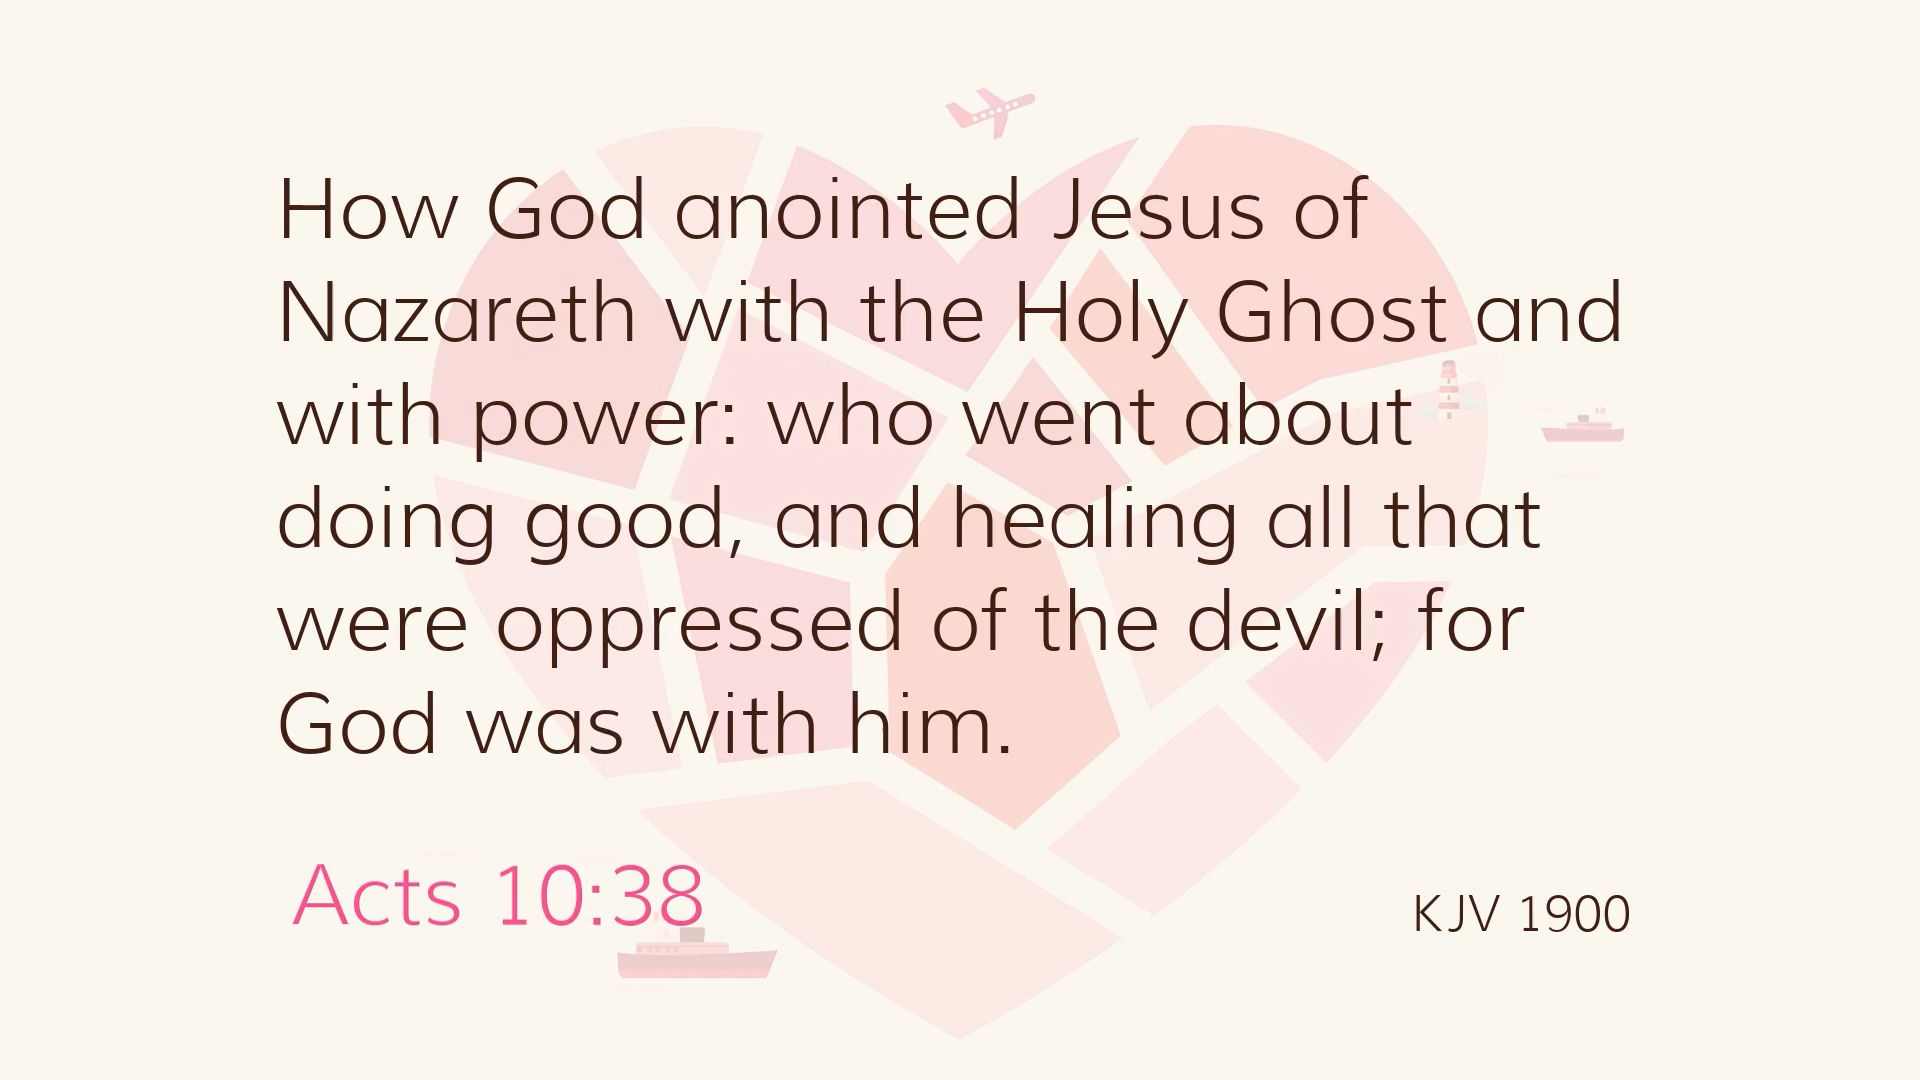 How God anointed Jesus of
Nazareth with the Holy Ghost and
with power: who went about
doing good, and healing all that
were oppressed of the devil; for
God was with him.
Acts 10:38
KJV 1900